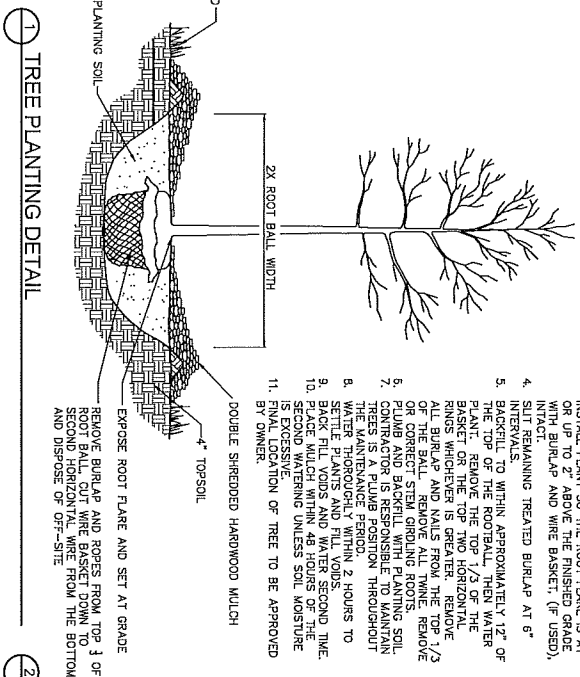 INSTALL PLANT SO THE ROOT FLARE IS AT
OR UP TO 2" ABOVE THE FINISHED GRADE
WITH BURLAP AND WIRE BASKET, (IF USED),
INTACT.
4. SLIT REMAINING TREATED BURLAP AT 6"
INTERVALS.
5. BACKFILL TO WITHIN APPROXIMATELY 12" OF
THE TOP OF THE ROOTBALL, THEN WATER
PLANT. REMOVE THE TOP 1/3 OF THE
BASKET OR THE TOP TWO HORIZONTAL
RINGS WHICHEVER IS GREATER. REMOVE
ALL BURLAP AND NAILS FROM THE TOP 1/3
OF THE BALL. REMOVE ALL TWINE. REMOVE
OR CORRECT STEM GIRDLING ROOTS.
6. PLUMB AND BACKFILL WITH PLANTING SOIL.
7. CONTRACTOR IS RESPONSIBLE TO MAINTAIN
TREES IS A PLUMB POSITION THROUGHOUT
THE MAINTENANCE PERIOD.
8. WATER THOROUGHLY WITHIN 2 HOURS TO
SETTLE PLANTS AND FILL VOIDS.
9. BACK FILL VOIDS AND WATER SECOND TIME.
10. PLACE MULCH WITHIN 48 HOURS OF THE
SECOND WATERING UNLESS SOIL MOISTURE
IS EXCESSIVE.
11. FINAL LOCATION OF TREE TO BE APPROVED
BY OWNER.
2X ROOT BALL WIDTH
DOUBLE SHREDDED HARDWOOD MULCH
4" TOPSOIL
EXPOSE ROOT FLARE AND SET AT GRADE
REMOVE BURLAP AND ROPES FROM TOP OF
ROOT BALL. CUT WIRE BASKET DOWN TO
SECOND HORIZONTAL WIRE FROM THE BOTTOM
AND DISPOSE OF OFF-SITE
PLANTING SOIL
1 TREE PLANTING DETAIL
2